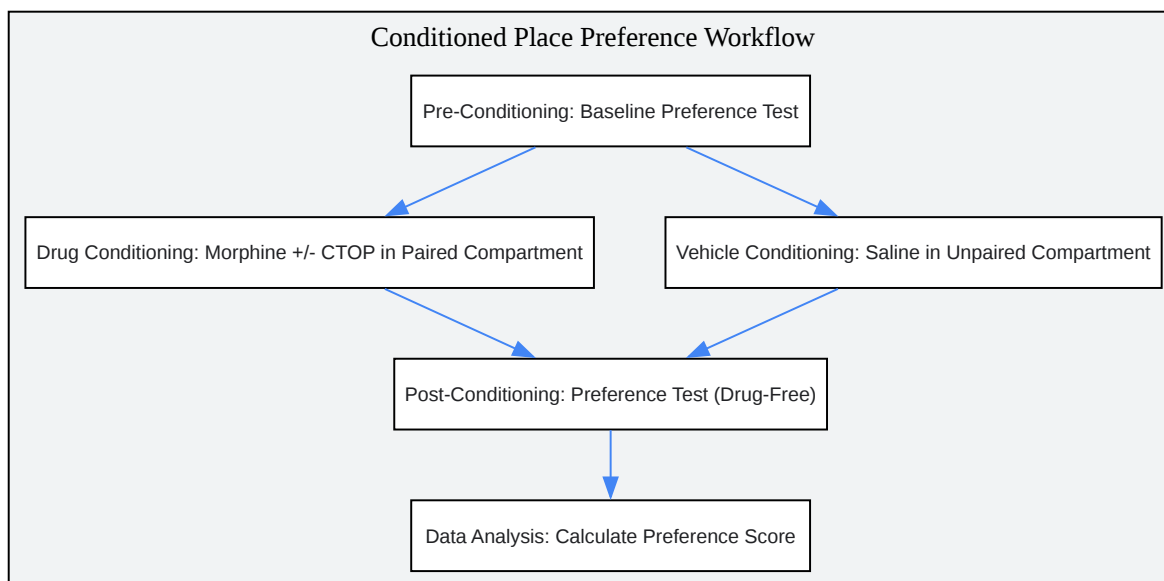 Conditioned Place Preference Workflow
Pre-Conditioning: Baseline Preference Test
Drug Conditioning: Morphine +/- CTOP in Paired Compartment
Vehicle Conditioning: Saline in Unpaired Compartment
Post-Conditioning: Preference Test (Drug-Free)
Data Analysis: Calculate Preference Score